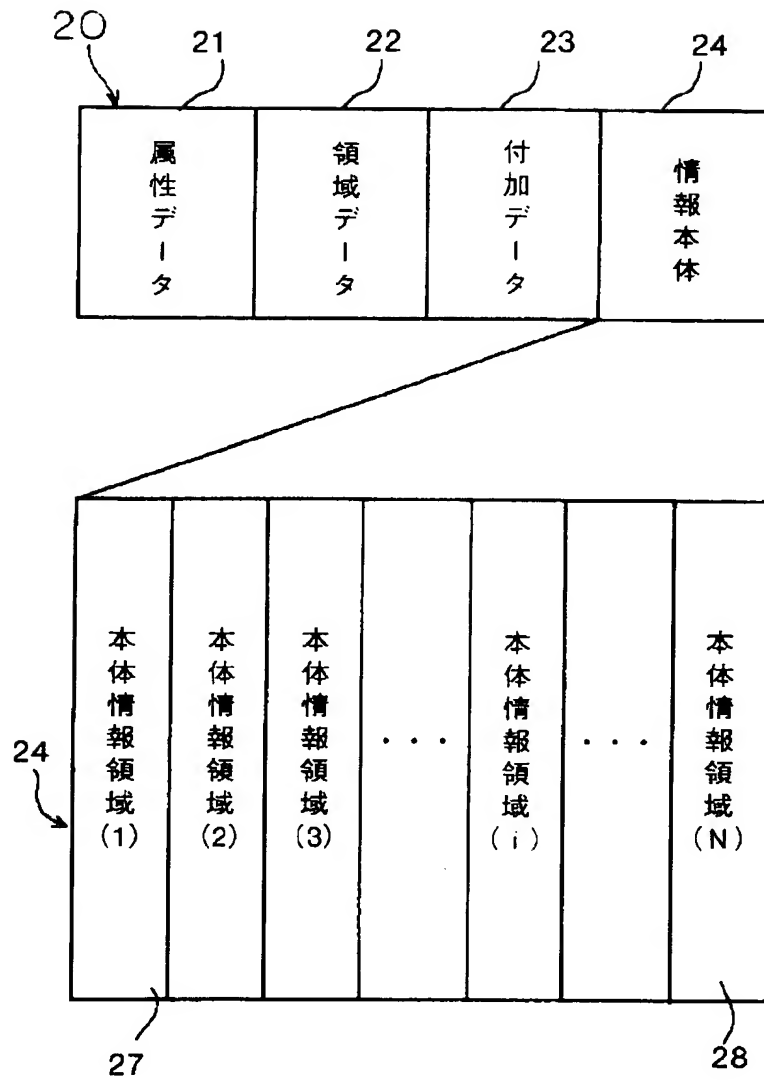 20
21
22
23
24
属性データ
領域データ
付加データ
情報本体
24
本体情報領域(1)
本体情報領域(2)
本体情報領域(3)
・・・
本体情報領域(i)
・・・
本体情報領域(N)
27
28